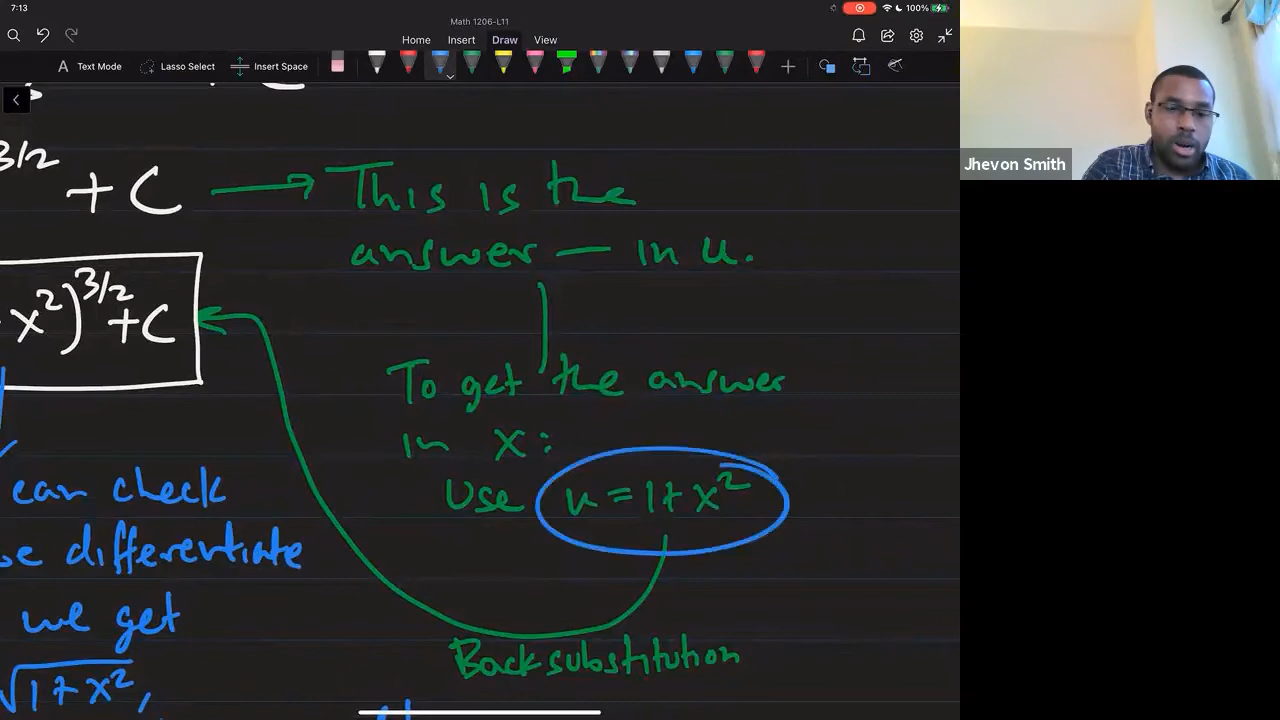 7:13
100%
Math 1206-L11
Home Insert Draw View
Text Mode Lasso Select Insert Space
Jhevon Smith
3/2 + C → This is the
answer — in u.
x²)^3/2 + C
To get the answer
in x:
Use u = 1 + x²
can check
differentiate
we get
√1 + x²,
Back substitution